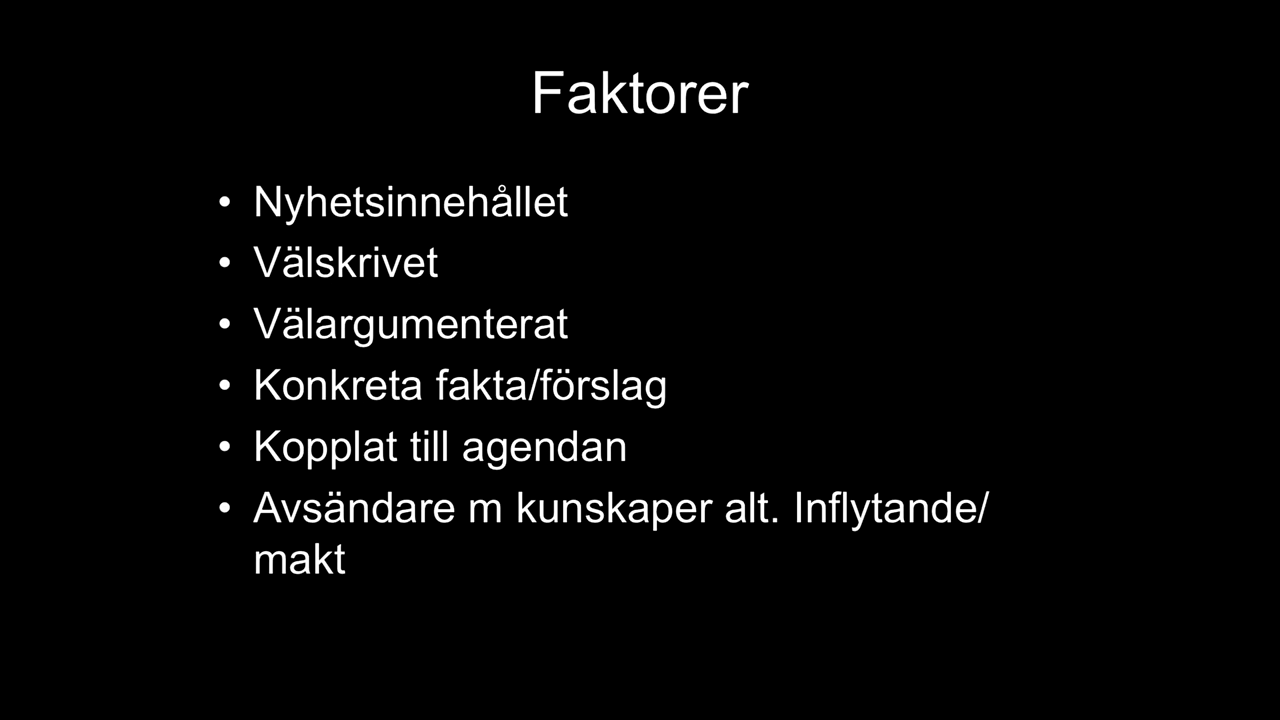 Faktorer
• Nyhetsinnehållet
• Välskrivet
• Välargumenterat
• Konkreta fakta/förslag
• Kopplat till agendan
• Avsändare m kunskaper alt. Inflytande/
makt